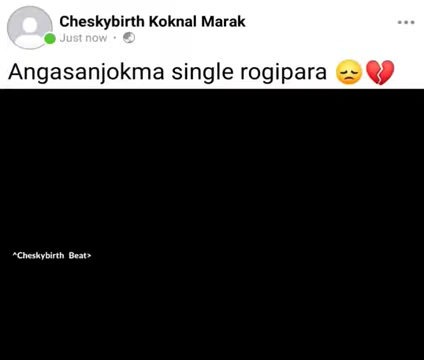 Cheskybirth Koknal Marak
Just now ·
Angasanjokma single rogipara 😞💔
^Cheskybirth Beat>